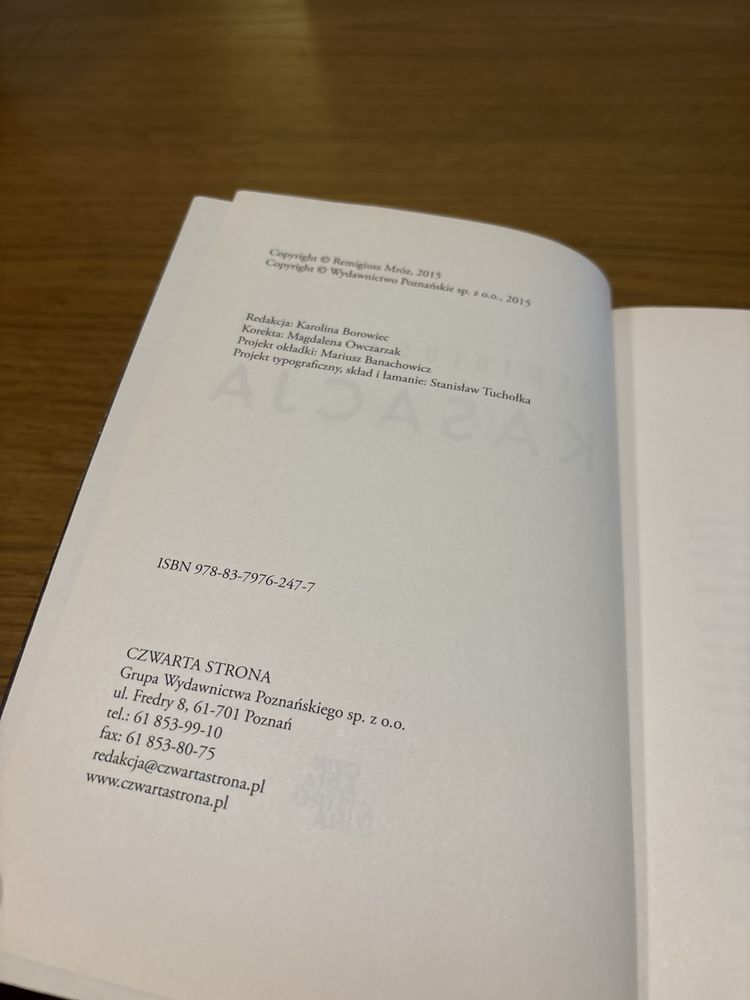 Copyright © Remigiusz Mróz, 2015
Copyright © Wydawnictwo Poznańskie sp. z o.o., 2015
Redakcja: Karolina Borowiec
Korekta: Magdalena Owczarzak
Projekt okładki: Mariusz Banachowicz
Projekt typograficzny, skład i łamanie: Stanisław Tuchołka
KASACJA
ISBN 978-83-7976-247-7
CZWARTA STRONA
Grupa Wydawnictwa Poznańskiego sp. z o.o.
ul. Fredry 8, 61-701 Poznań
tel.: 61 853-99-10
fax: 61 853-80-75
redakcja@czwartastrona.pl
www.czwartastrona.pl